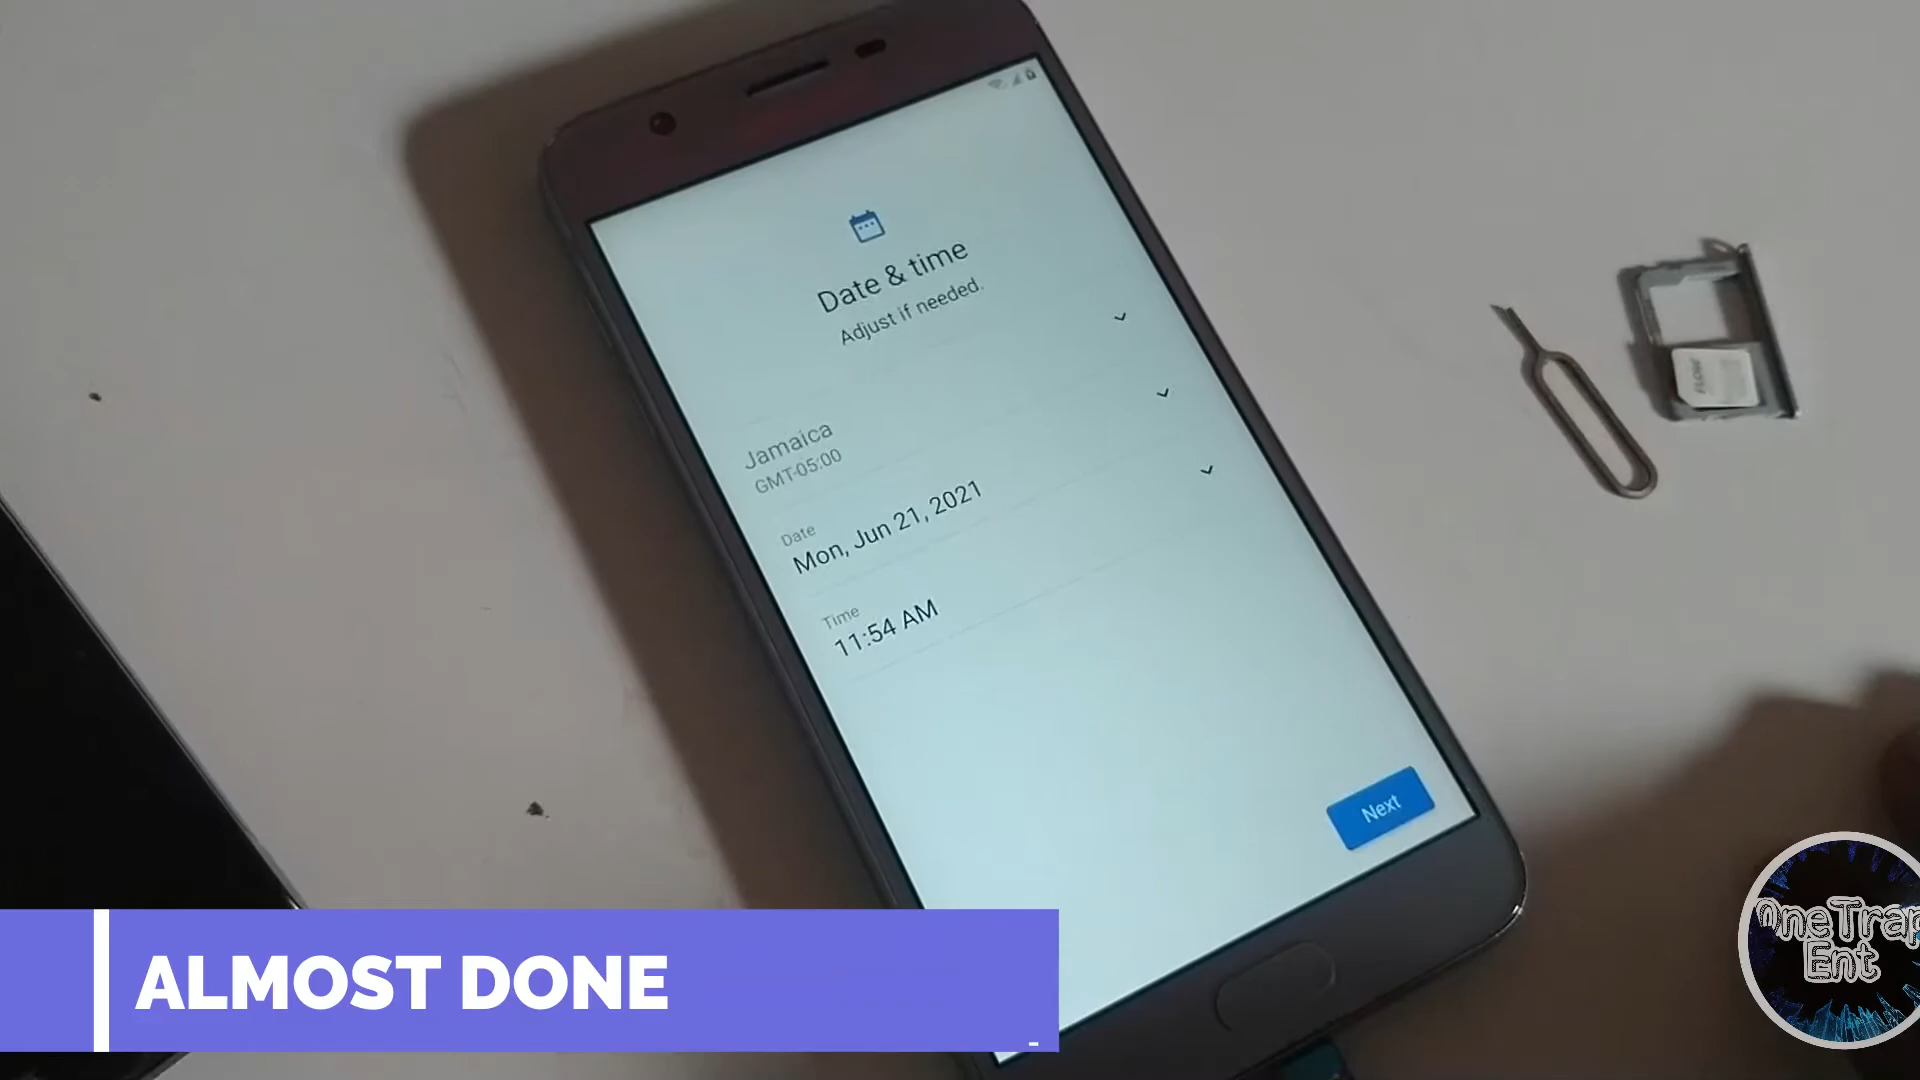 Date & time
Adjust if needed.
Jamaica
GMT-05:00
Date
Mon, Jun 21, 2021
Time
11:54 AM
Next
FLOW
ALMOST DONE
OneTrap
Ent